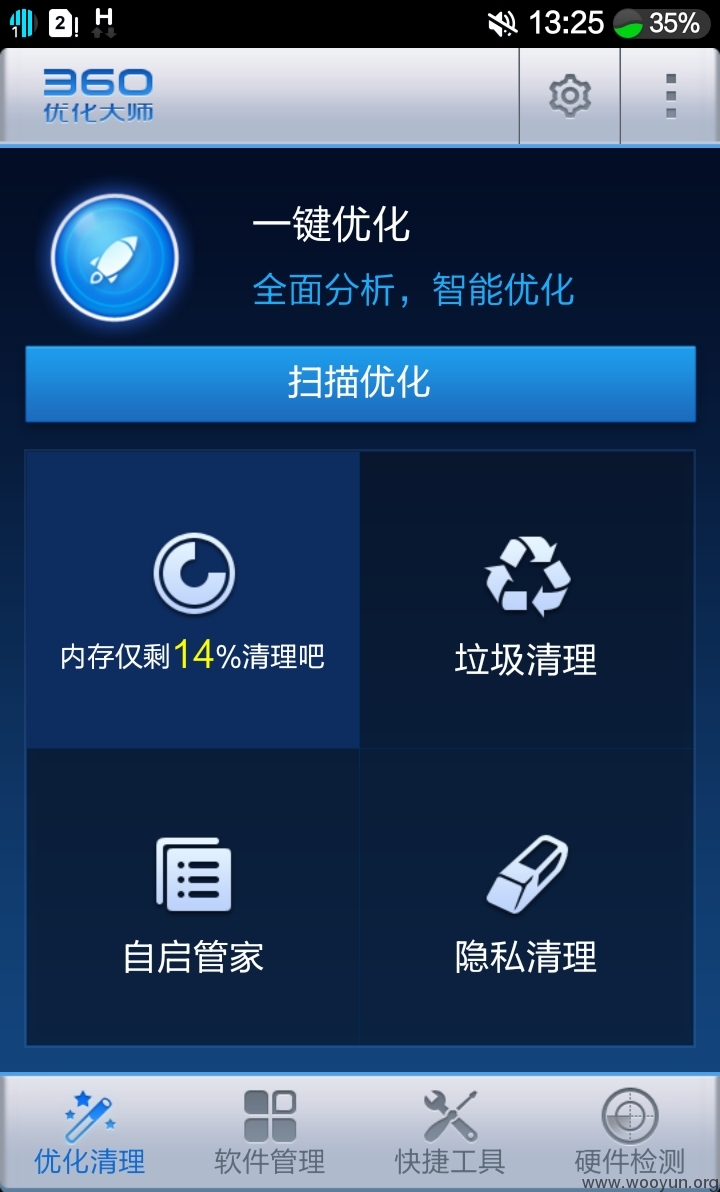 1 2 ! H 13:25 35%
360
优化大师
一键优化
全面分析，智能优化
扫描优化
内存仅剩14%清理吧
垃圾清理
自启管家
隐私清理
优化清理 软件管理 快捷工具 硬件检测
www.wooyun.org